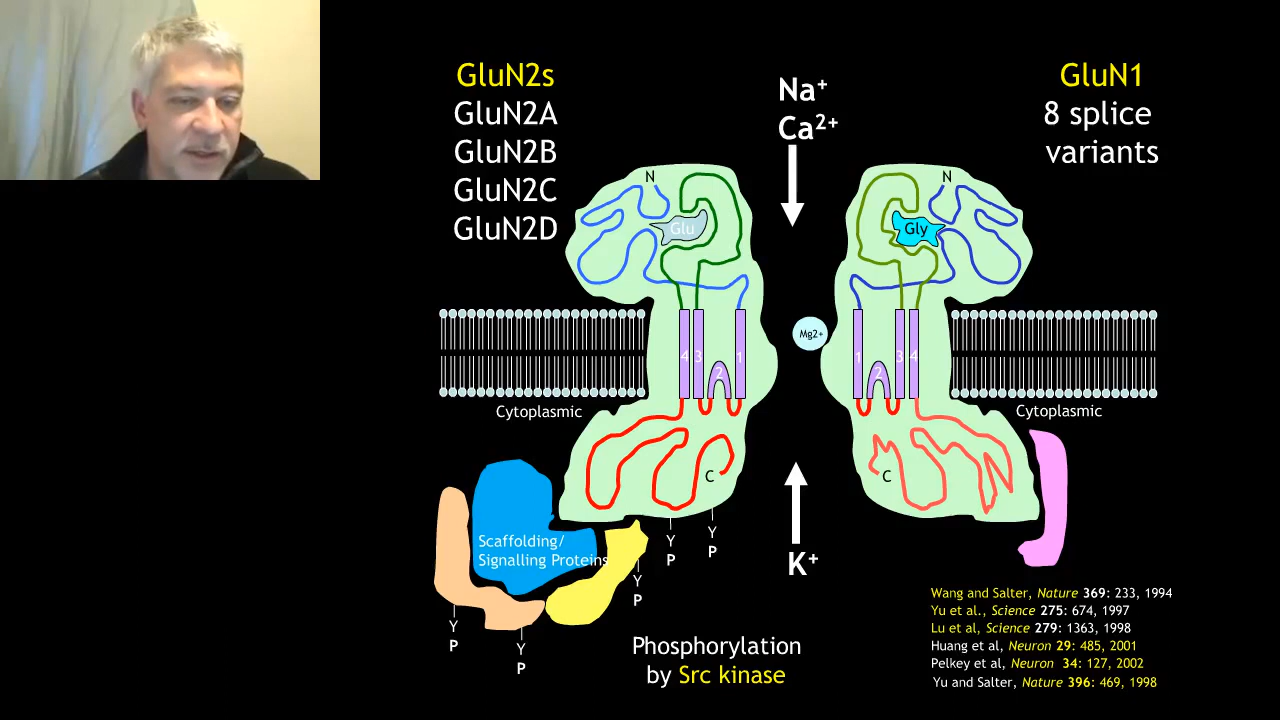 GluN2s
GluN2A
GluN2B
GluN2C
GluN2D
Na⁺
Ca²⁺
GluN1
8 splice
variants
N
Glu
N
Gly
Mg2+
4 3 2 1
1 2 3 4
Cytoplasmic
Cytoplasmic
C
C
Scaffolding/
Signalling Proteins
Y
P
Y
P
Y
P
Y
P
Y
P
K⁺
Phosphorylation
by Src kinase
Wang and Salter, Nature 369: 233, 1994
Yu et al., Science 275: 674, 1997
Lu et al, Science 279: 1363, 1998
Huang et al, Neuron 29: 485, 2001
Pelkey et al, Neuron 34: 127, 2002
Yu and Salter, Nature 396: 469, 1998